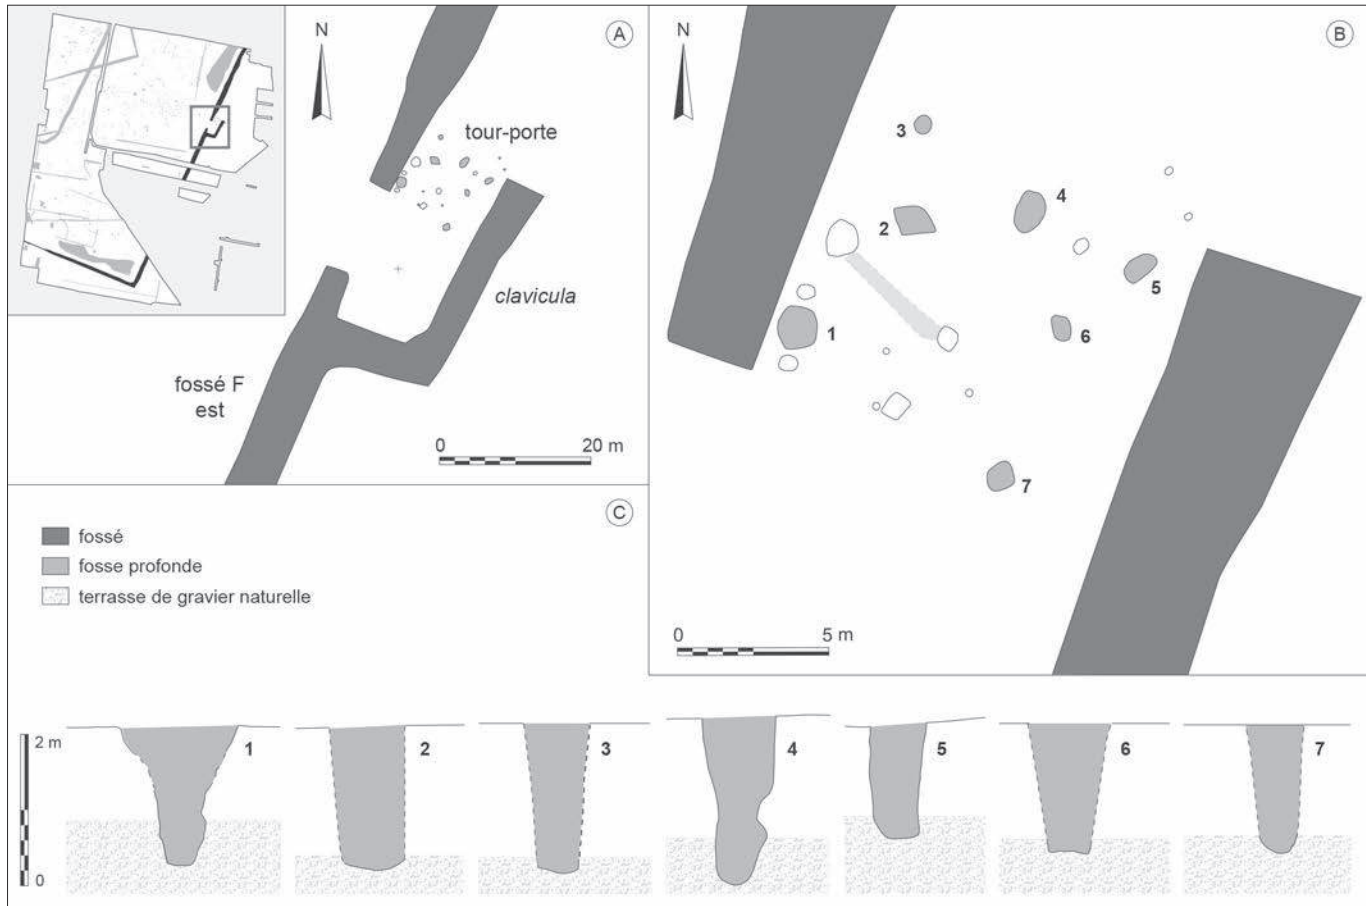 N
A
tour-porte
clavicula
fossé F
est
0 20 m
N
B
3
4
2
5
1
6
7
0 5 m
C
fossé
fosse profonde
terrasse de gravier naturelle
2 m
0
1
2
3
4
5
6
7